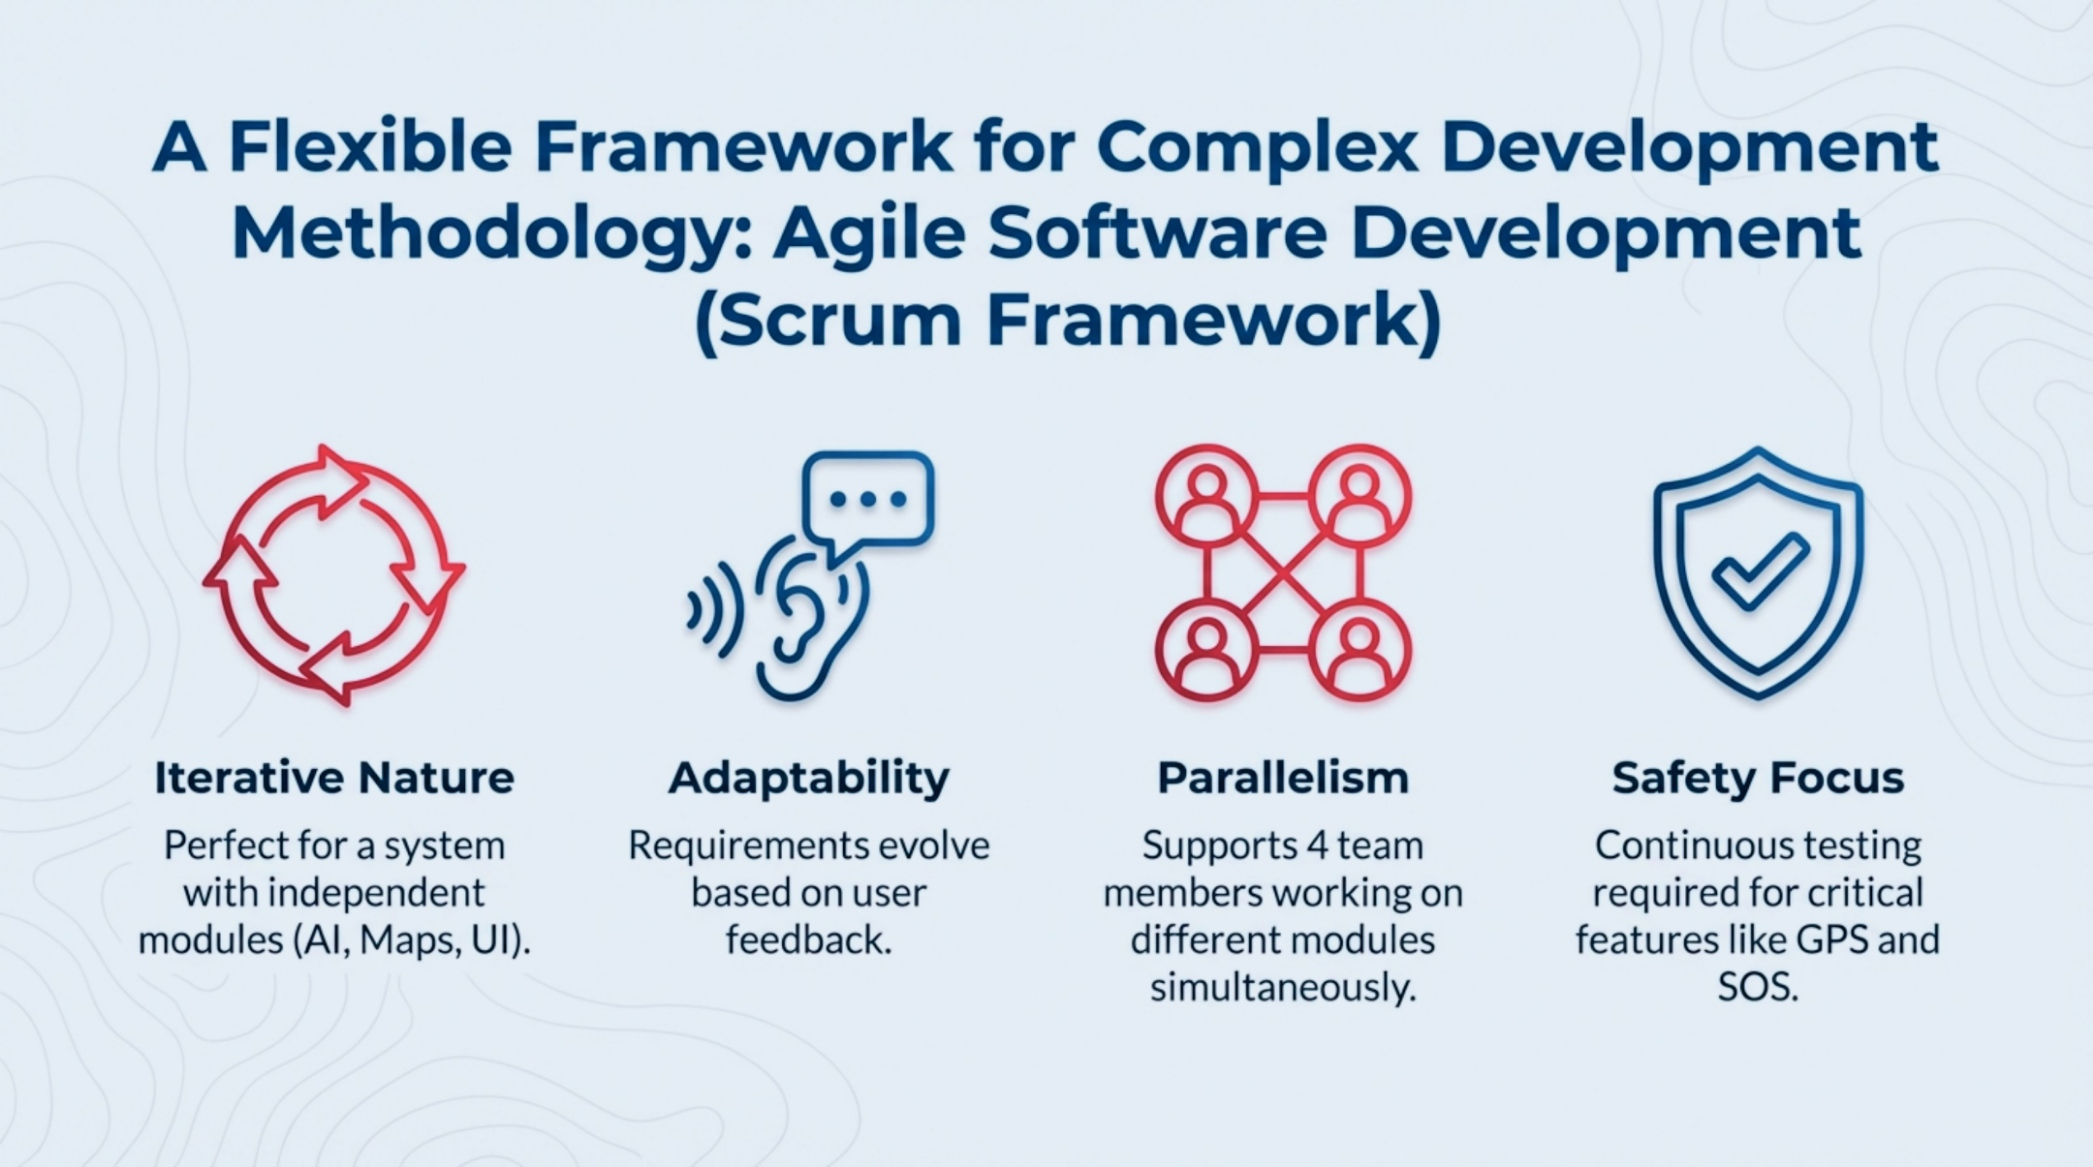 A Flexible Framework for Complex Development
Methodology: Agile Software Development
(Scrum Framework)
Iterative Nature
Perfect for a system
with independent
modules (AI, Maps, UI).
Adaptability
Requirements evolve
based on user
feedback.
Parallelism
Supports 4 team
members working on
different modules
simultaneously.
Safety Focus
Continuous testing
required for critical
features like GPS and
SOS.